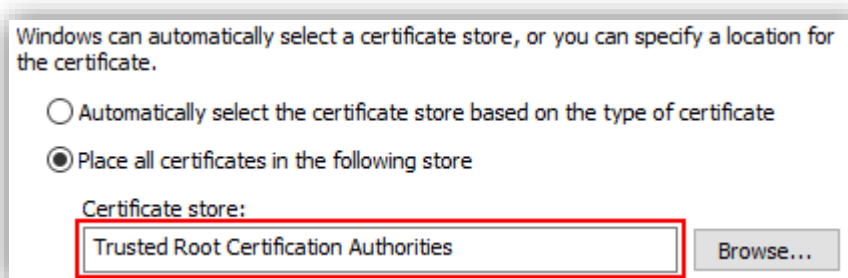 Windows can automatically select a certificate store, or you can specify a location for
the certificate.
Automatically select the certificate store based on the type of certificate
Place all certificates in the following store
Certificate store:
Trusted Root Certification Authorities
Browse...